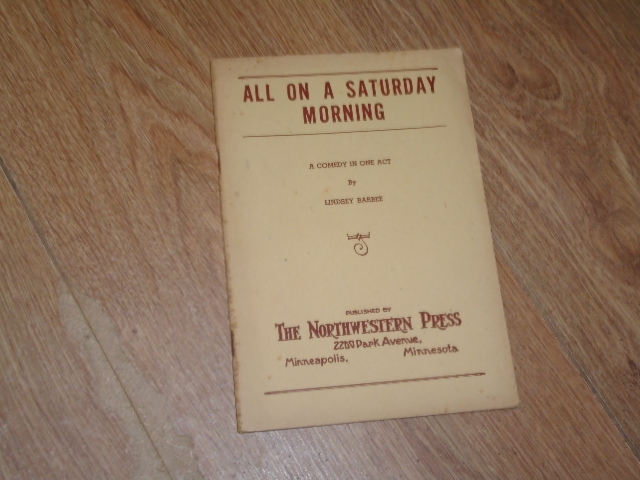 ALL ON A SATURDAY
MORNING
A COMEDY IN ONE ACT
By
LINDSEY BARBEE
PUBLISHED BY
THE NORTHWESTERN PRESS
2200 Park Avenue,
Minneapolis, Minnesota